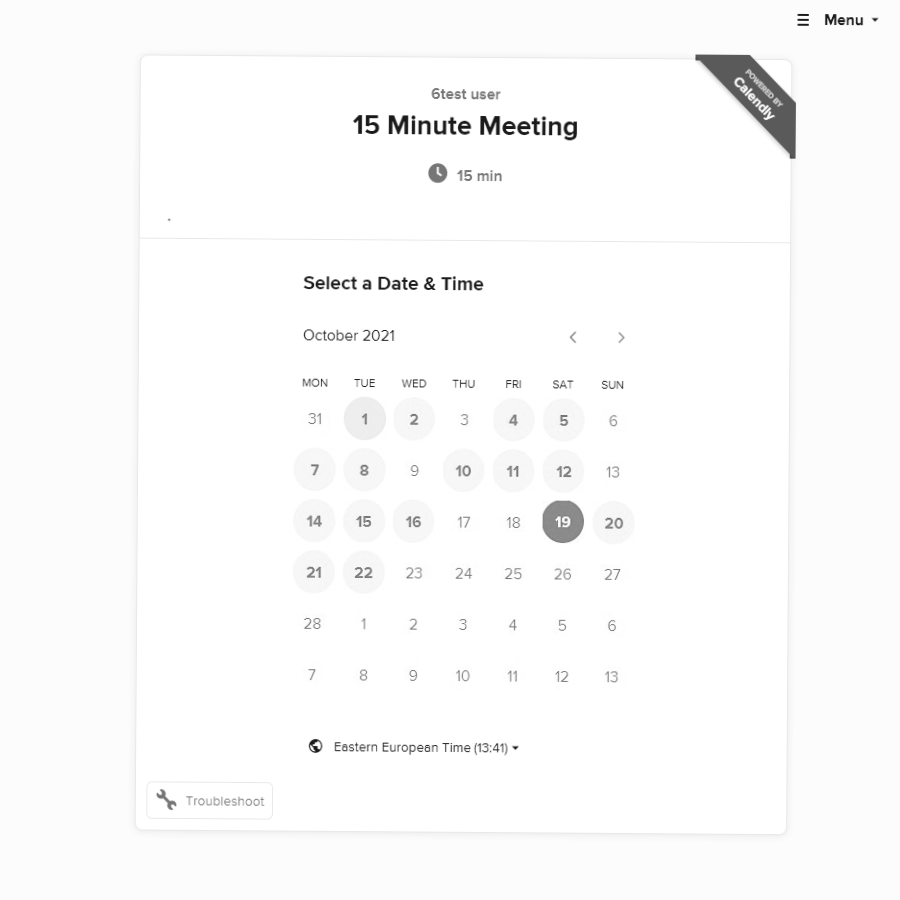 Menu
POWERED BY
Calendly
6test user
15 Minute Meeting
15 min
.
Select a Date & Time
October 2021
MON TUE WED THU FRI SAT SUN
31 1 2 3 4 5 6
7 8 9 10 11 12 13
14 15 16 17 18 19 20
21 22 23 24 25 26 27
28 1 2 3 4 5 6
7 8 9 10 11 12 13
Eastern European Time (13:41)
Troubleshoot